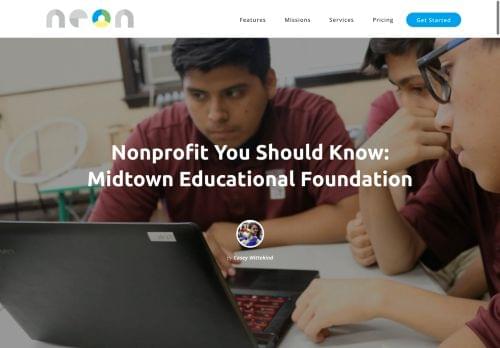 neon
Features Missions Services Pricing Get Started
Nonprofit You Should Know:
Midtown Educational Foundation
by Casey Wittekind